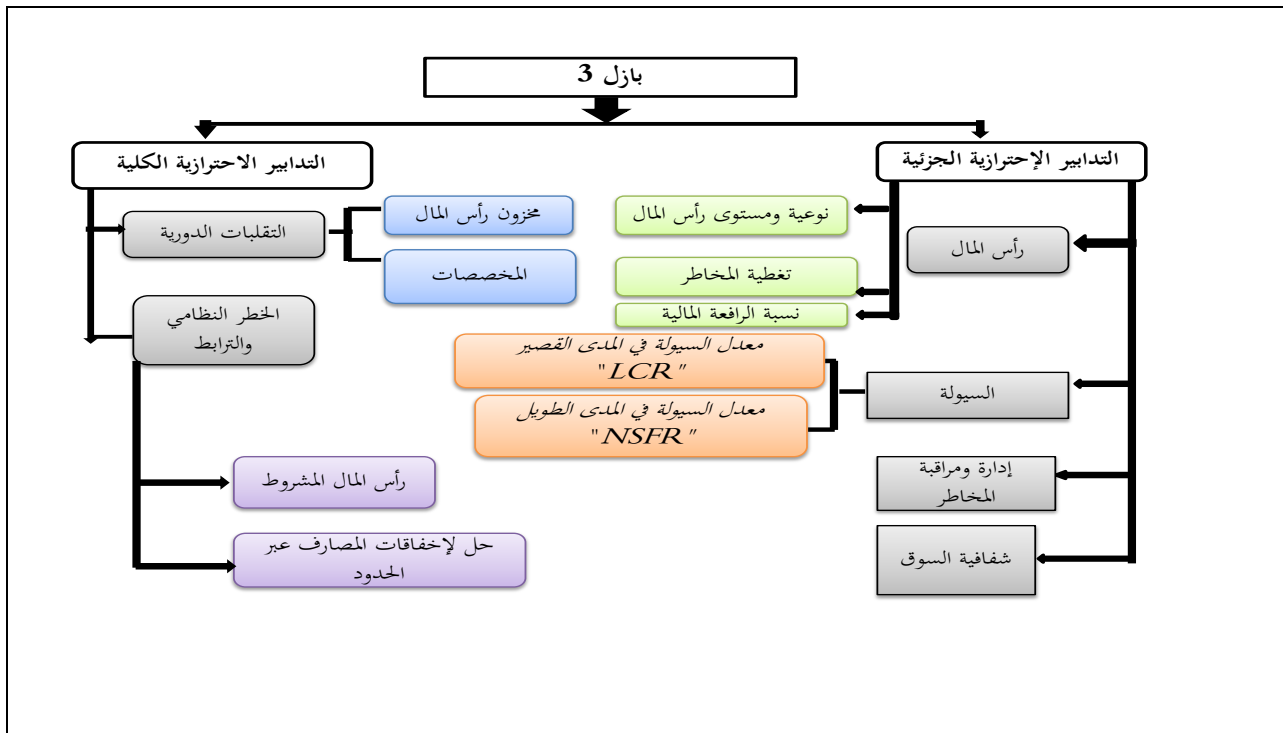 بازل 3
التدابير الإحترازية الجزئية
التدابير الاحترازية الكلية
نوعية ومستوى رأس المال
مخزون رأس المال
التقلبات الدورية
رأس المال
تغطية المخاطر
المخصصات
نسبة الرافعة المالية
الخطر النظامي
والترابط
معدل السيولة في المدى القصير
"LCR"
السيولة
معدل السيولة في المدى الطويل
"NSFR"
إدارة ومراقبة
المخاطر
رأس المال المشروط
شفافية السوق
حل لإخفاقات المصارف عبر
الحدود